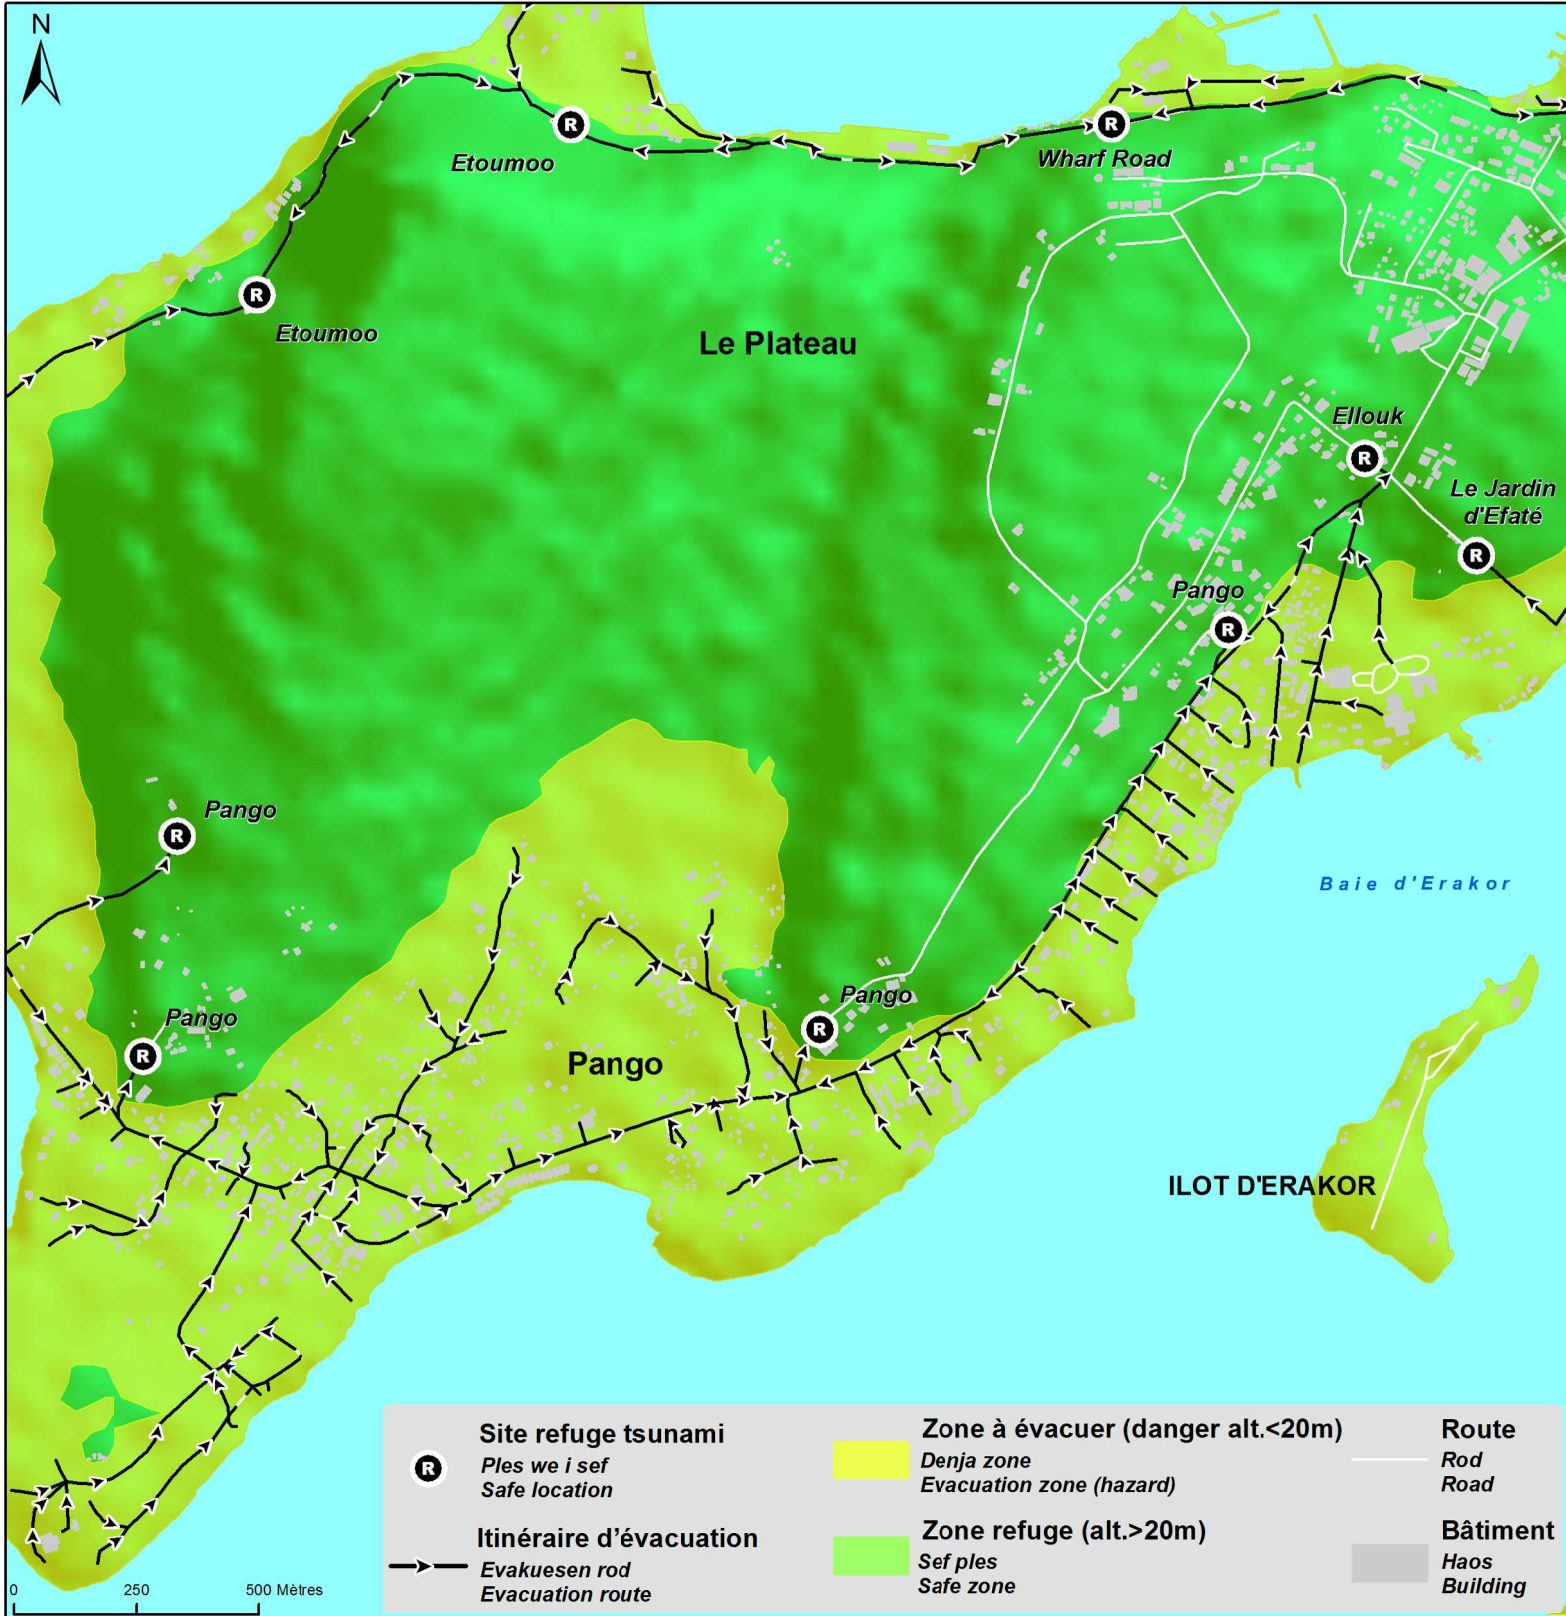 N
R
Etoumoo
R
Wharf Road
R
Etoumoo
Le Plateau
Ellouk
R
Le Jardin
d'Efaté
R
Pango
R
Pango
R
Baie d'Erakor
Pango
R
Pango
R
Pango
ILOT D'ERAKOR
R
Site refuge tsunami
Ples we i sef
Safe location
Itinéraire d'évacuation
Evakuesen rod
Evacuation route
Zone à évacuer (danger alt.<20m)
Denja zone
Evacuation zone (hazard)
Zone refuge (alt.>20m)
Sef ples
Safe zone
Route
Rod
Road
Bâtiment
Haos
Building
0 250 500 Mètres